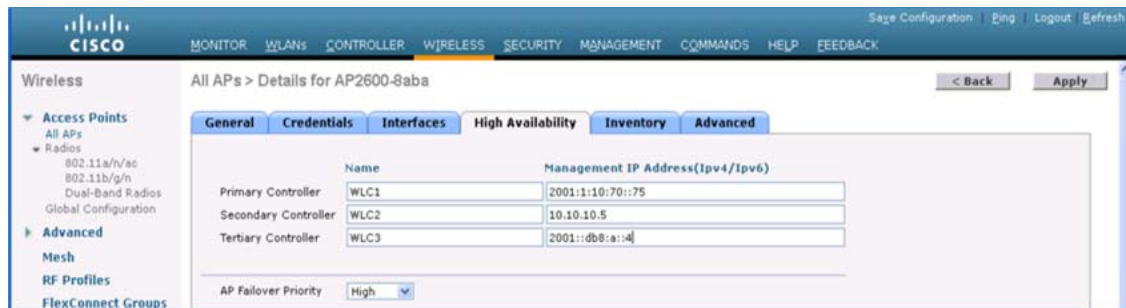 Save Configuration Ping Logout Refresh
CISCO
MONITOR WLANs CONTROLLER WIRELESS SECURITY MANAGEMENT COMMANDS HELP FEEDBACK
Wireless
All APs > Details for AP2600-8aba
< Back Apply
Access Points
All APs
Radios
802.11a/n/ac
802.11b/g/n
Dual-Band Radios
Global Configuration
Advanced
Mesh
RF Profiles
FlexConnect Groups
General Credentials Interfaces High Availability Inventory Advanced
Name Management IP Address(Ipv4/Ipv6)
Primary Controller WLC1 2001:1:10:70::75
Secondary Controller WLC2 10.10.10.5
Tertiary Controller WLC3 2001::db8:a::4
AP Failover Priority High